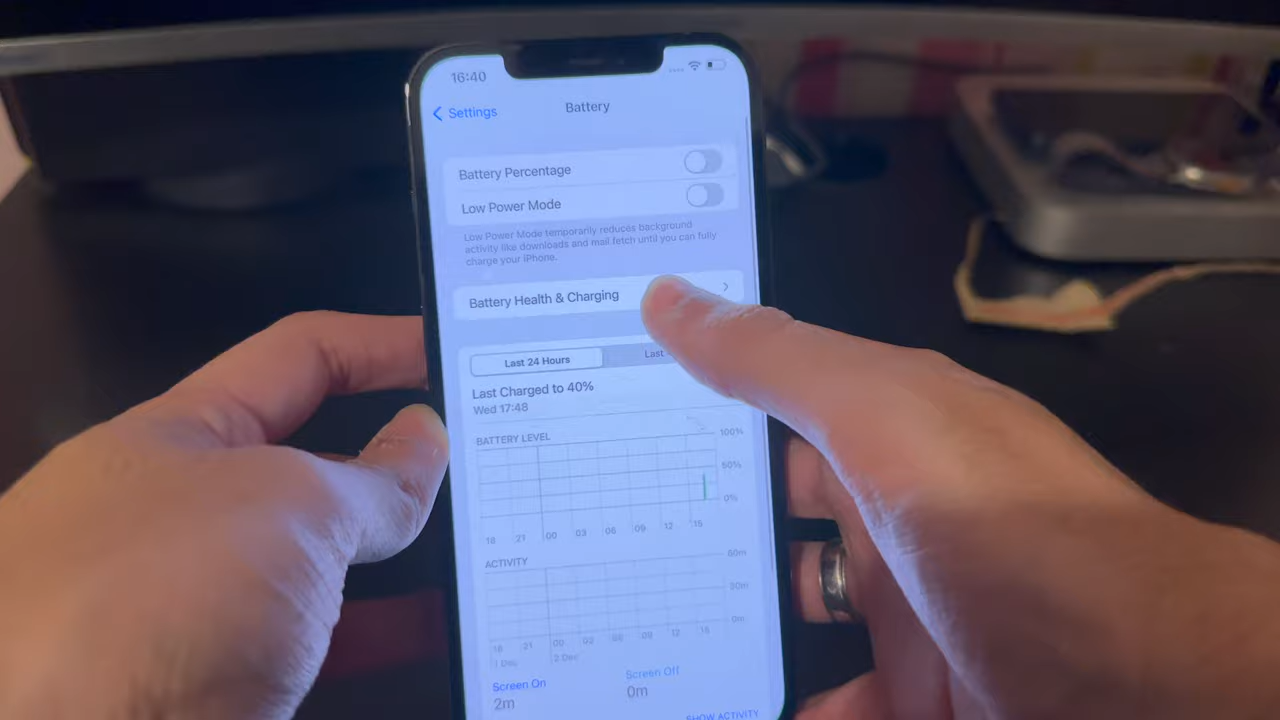 16:40
Settings
Battery
Battery Percentage
Low Power Mode
Low Power Mode temporarily reduces background
activity like downloads and mail fetch until you can fully
charge your iPhone.
Battery Health & Charging
Last 24 Hours
Last
Last Charged to 40%
Wed 17:48
BATTERY LEVEL
100%
50%
0%
18 21 00 03 06 09 12 15
ACTIVITY
60m
30m
0m
18 21 00 03 06 09 12 15
1 Dec 2 Dec
Screen On Screen Off
2m 0m
SHOW ACTIVITY